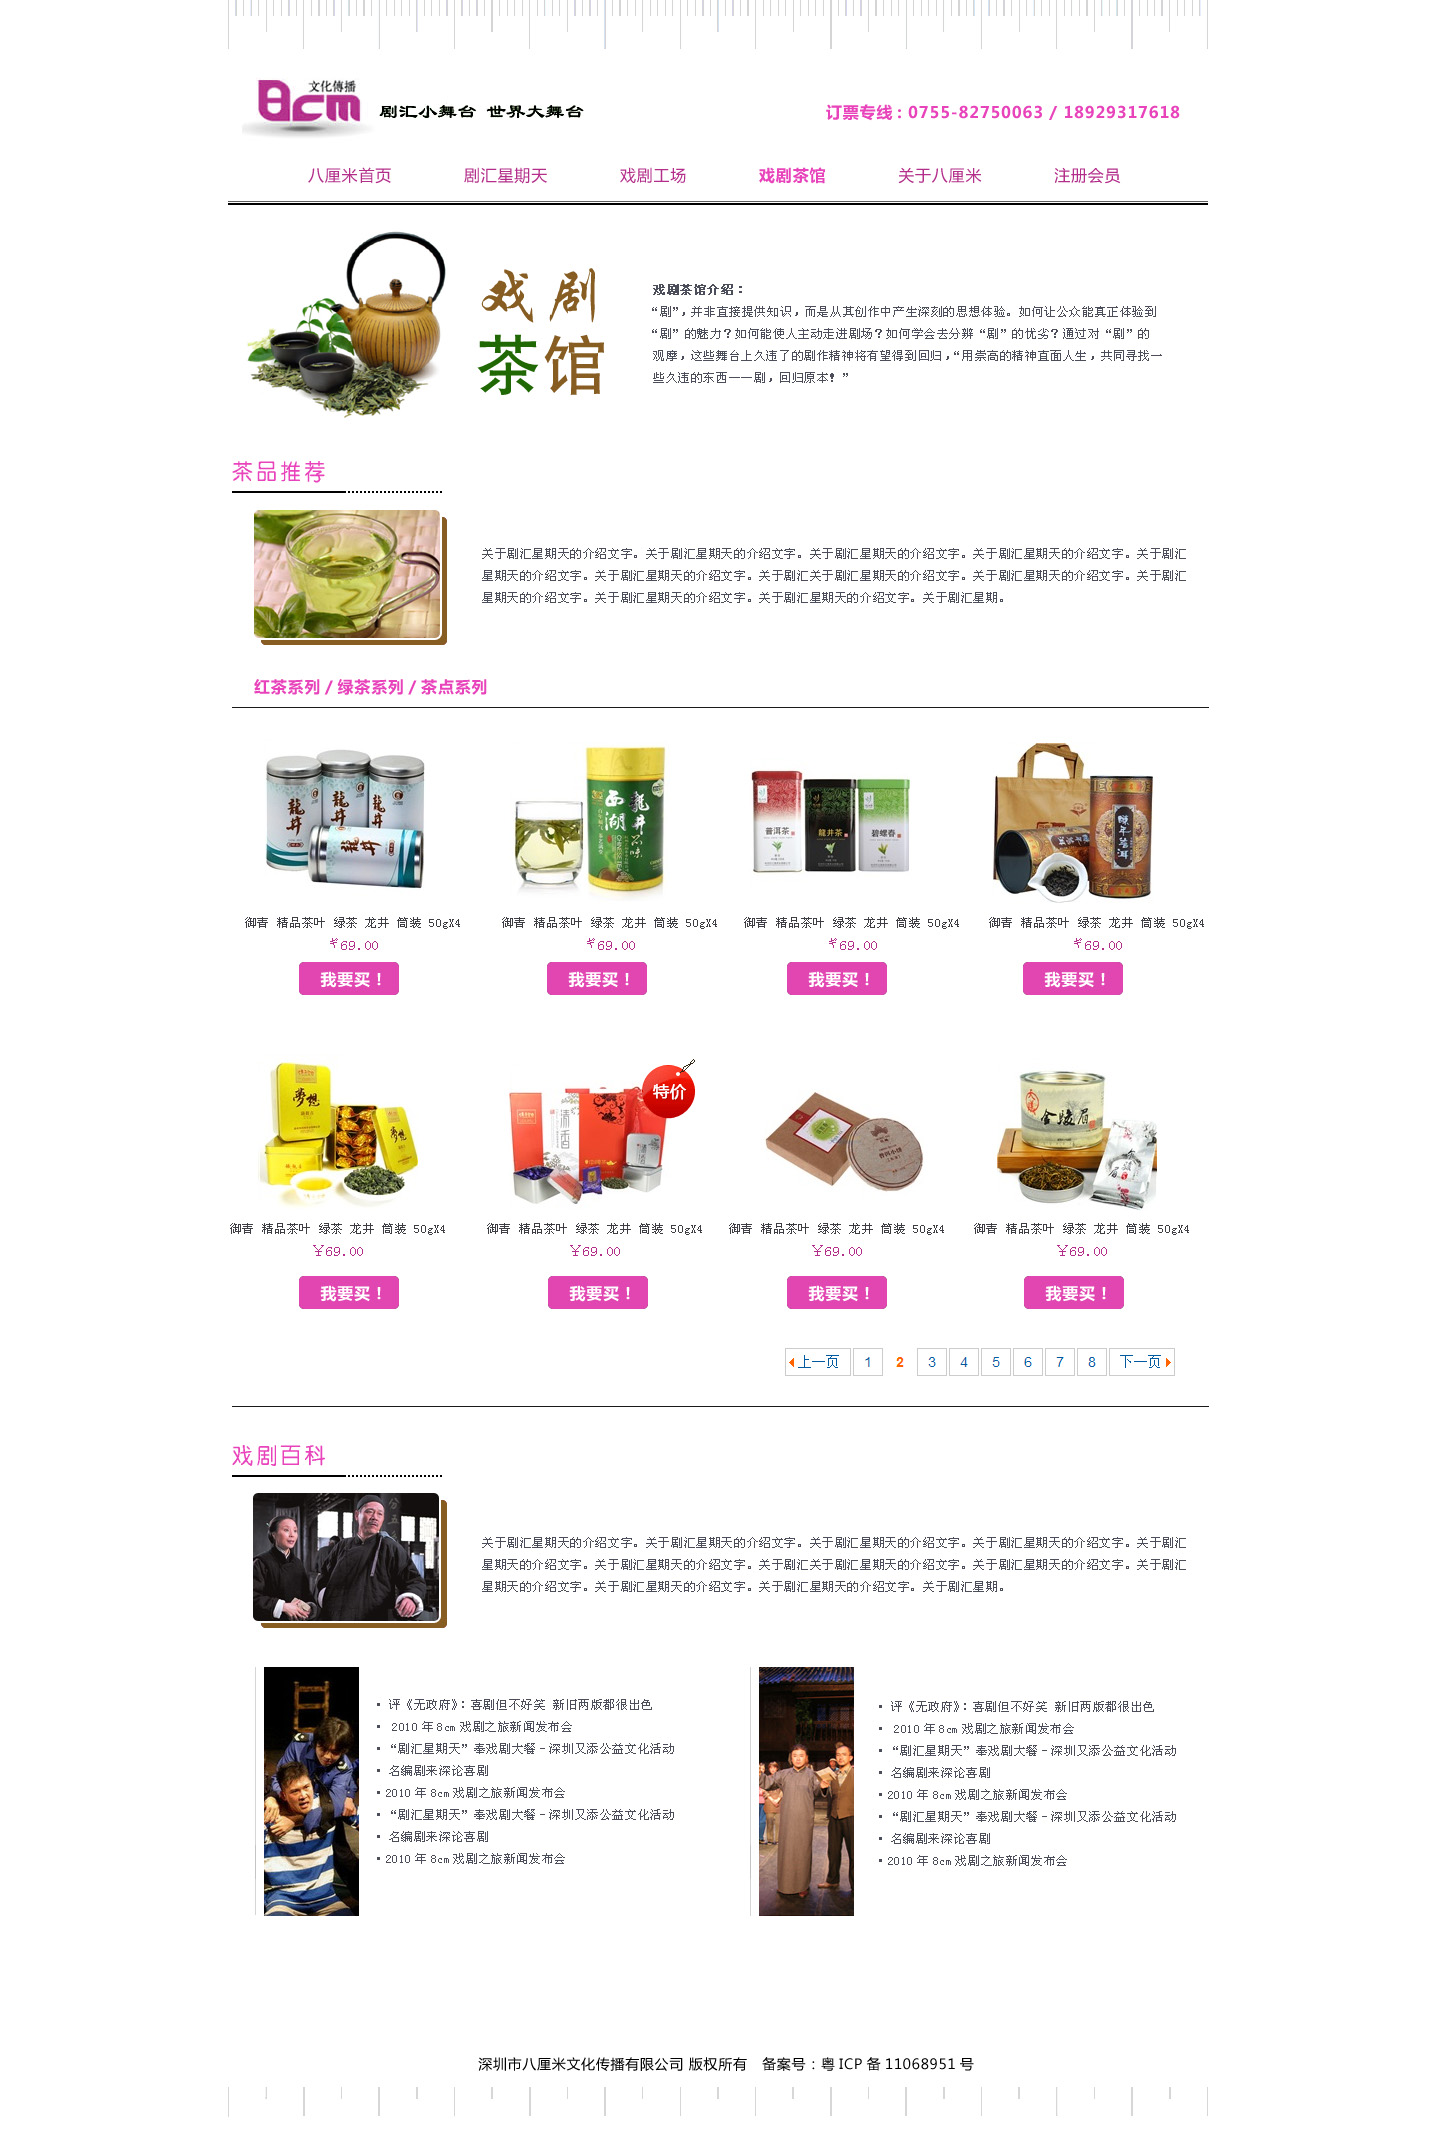 8cm 文化傳播
剧汇小舞台 世界大舞台
订票专线：0755-82750063 / 18929317618
八厘米首页 剧汇星期天 戏剧工场 戏剧茶馆 关于八厘米 注册会员
戏剧
茶馆
戏剧茶馆介绍：
“剧”，并非直接提供知识，而是从其创作中产生深刻的思想体验。如何让公众能真正体验到
“剧”的魅力？如何能使人主动走进剧场？如何学会去分辨“剧”的优劣？通过对“剧”的
观摩，这些舞台上久违了的剧作精神将有望得到回归，“用崇高的精神直面人生，共同寻找一
些久违的东西——剧，回归原本！”
茶品推荐
关于剧汇星期天的介绍文字。关于剧汇星期天的介绍文字。关于剧汇星期天的介绍文字。关于剧汇星期天的介绍文字。关于剧汇
星期天的介绍文字。关于剧汇星期天的介绍文字。关于剧汇关于剧汇星期天的介绍文字。关于剧汇星期天的介绍文字。关于剧汇
星期天的介绍文字。关于剧汇星期天的介绍文字。关于剧汇星期天的介绍文字。关于剧汇星期。
红茶系列 / 绿茶系列 / 茶点系列
龍井 龍井 龍井 龍井
西湖 龍井 品味
普洱茶 龍井茶 碧螺春
陳年普洱
御青 精品茶叶 绿茶 龙井 筒装 50gX4 御青 精品茶叶 绿茶 龙井 筒装 50gX4 御青 精品茶叶 绿茶 龙井 筒装 50gX4 御青 精品茶叶 绿茶 龙井 筒装 50gX4
￥69.00 ￥69.00 ￥69.00 ￥69.00
我要买！ 我要买！ 我要买！ 我要买！
夢想 夢想
清香
特价
金陵眉
御青 精品茶叶 绿茶 龙井 筒装 50gX4 御青 精品茶叶 绿茶 龙井 筒装 50gX4 御青 精品茶叶 绿茶 龙井 筒装 50gX4 御青 精品茶叶 绿茶 龙井 筒装 50gX4
￥69.00 ￥69.00 ￥69.00 ￥69.00
我要买！ 我要买！ 我要买！ 我要买！
上一页 1 2 3 4 5 6 7 8 下一页
戏剧百科
关于剧汇星期天的介绍文字。关于剧汇星期天的介绍文字。关于剧汇星期天的介绍文字。关于剧汇星期天的介绍文字。关于剧汇
星期天的介绍文字。关于剧汇星期天的介绍文字。关于剧汇关于剧汇星期天的介绍文字。关于剧汇星期天的介绍文字。关于剧汇
星期天的介绍文字。关于剧汇星期天的介绍文字。关于剧汇星期天的介绍文字。关于剧汇星期。
• 评《无政府》：喜剧但不好笑 新旧两版都很出色
• 2010 年 8cm 戏剧之旅新闻发布会
• “剧汇星期天”奉戏剧大餐－深圳又添公益文化活动
• 名编剧来深论喜剧
• 2010 年 8cm 戏剧之旅新闻发布会
• “剧汇星期天”奉戏剧大餐－深圳又添公益文化活动
• 名编剧来深论喜剧
• 2010 年 8cm 戏剧之旅新闻发布会
• 评《无政府》：喜剧但不好笑 新旧两版都很出色
• 2010 年 8cm 戏剧之旅新闻发布会
• “剧汇星期天”奉戏剧大餐－深圳又添公益文化活动
• 名编剧来深论喜剧
• 2010 年 8cm 戏剧之旅新闻发布会
• “剧汇星期天”奉戏剧大餐－深圳又添公益文化活动
• 名编剧来深论喜剧
• 2010 年 8cm 戏剧之旅新闻发布会
深圳市八厘米文化传播有限公司 版权所有 备案号：粤 ICP 备 11068951 号